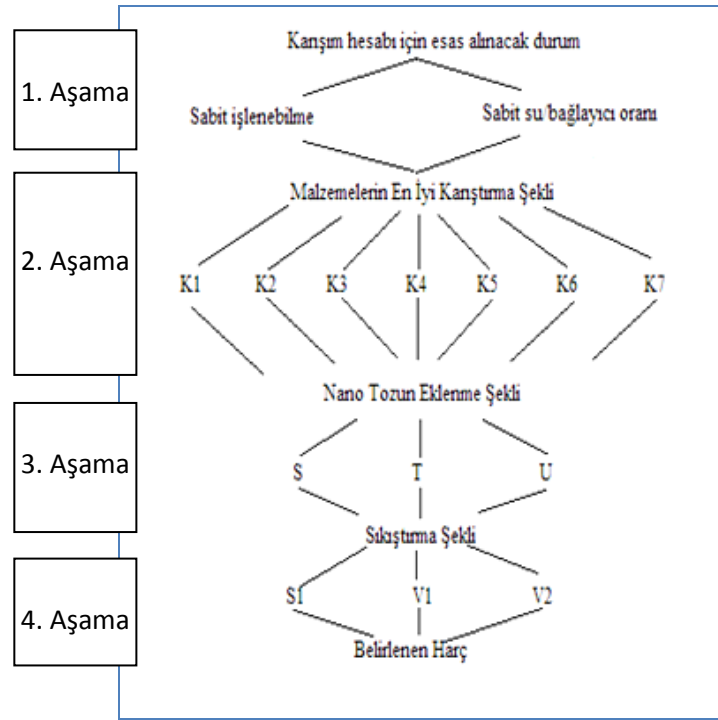 Karışım hesabı için esas alınacak durum
1. Aşama
Sabit işlenebilme
Sabit su/bağlayıcı oranı
Malzemelerin En İyi Karıştırma Şekli
2. Aşama
K1 K2 K3 K4 K5 K6 K7
Nano Tozun Eklenme Şekli
3. Aşama
S T U
Sıkıştırma Şekli
4. Aşama
S1 V1 V2
Belirlenen Harç